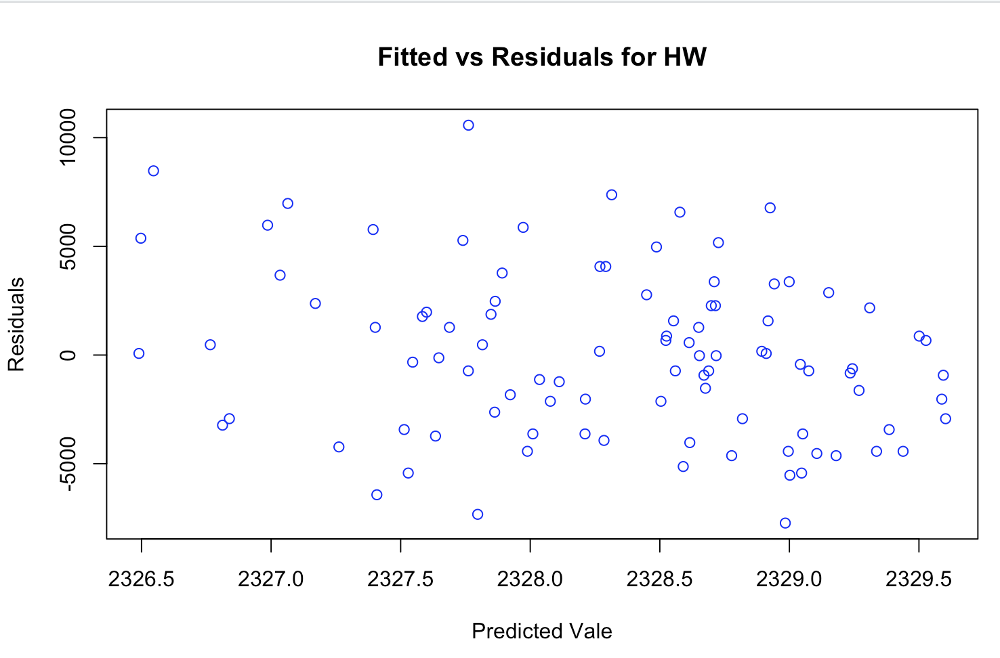 Fitted vs Residuals for HW
Residuals
10000
5000
0
-5000
2326.5 2327.0 2327.5 2328.0 2328.5 2329.0 2329.5
Predicted Vale